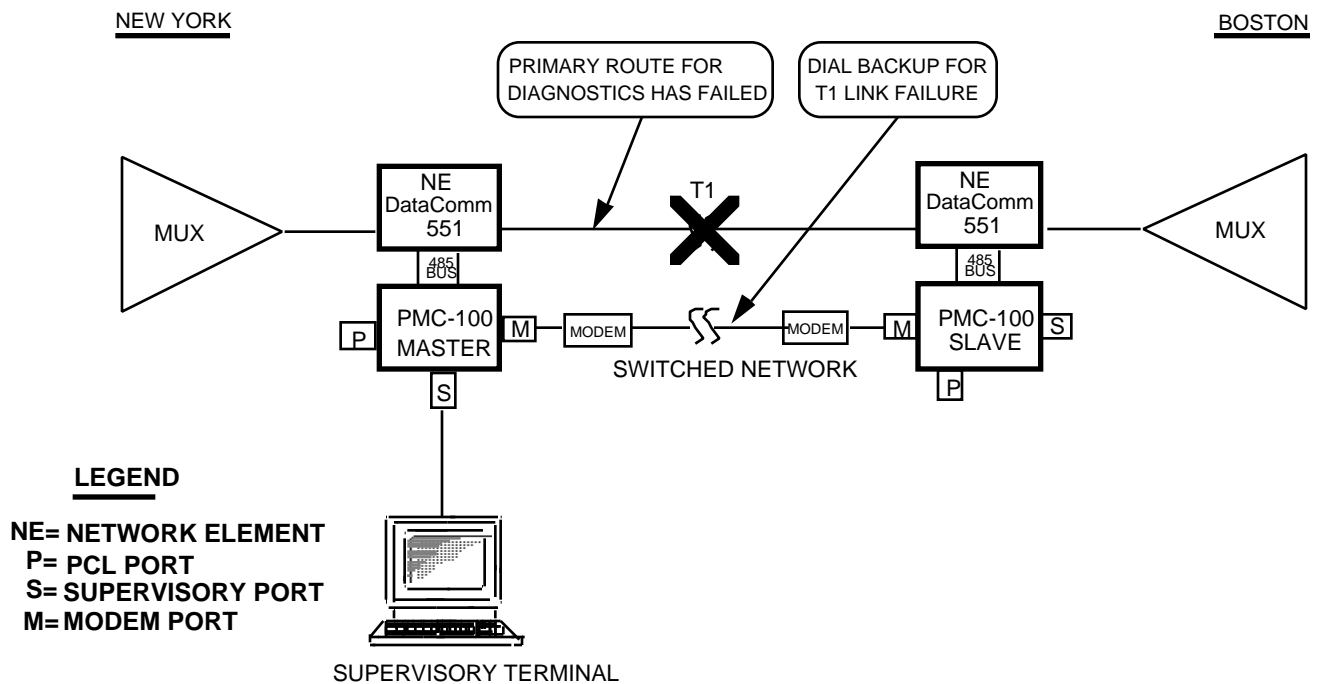 NEW YORK
BOSTON
PRIMARY ROUTE FOR
DIAGNOSTICS HAS FAILED
DIAL BACKUP FOR
T1 LINK FAILURE
MUX
NE
DataComm
551
T1
NE
DataComm
551
MUX
485
BUS
485
BUS
P
PMC-100
MASTER
M
MODEM
MODEM
M
PMC-100
SLAVE
S
SWITCHED NETWORK
S
P
LEGEND
NE= NETWORK ELEMENT
P= PCL PORT
S= SUPERVISORY PORT
M= MODEM PORT
SUPERVISORY TERMINAL